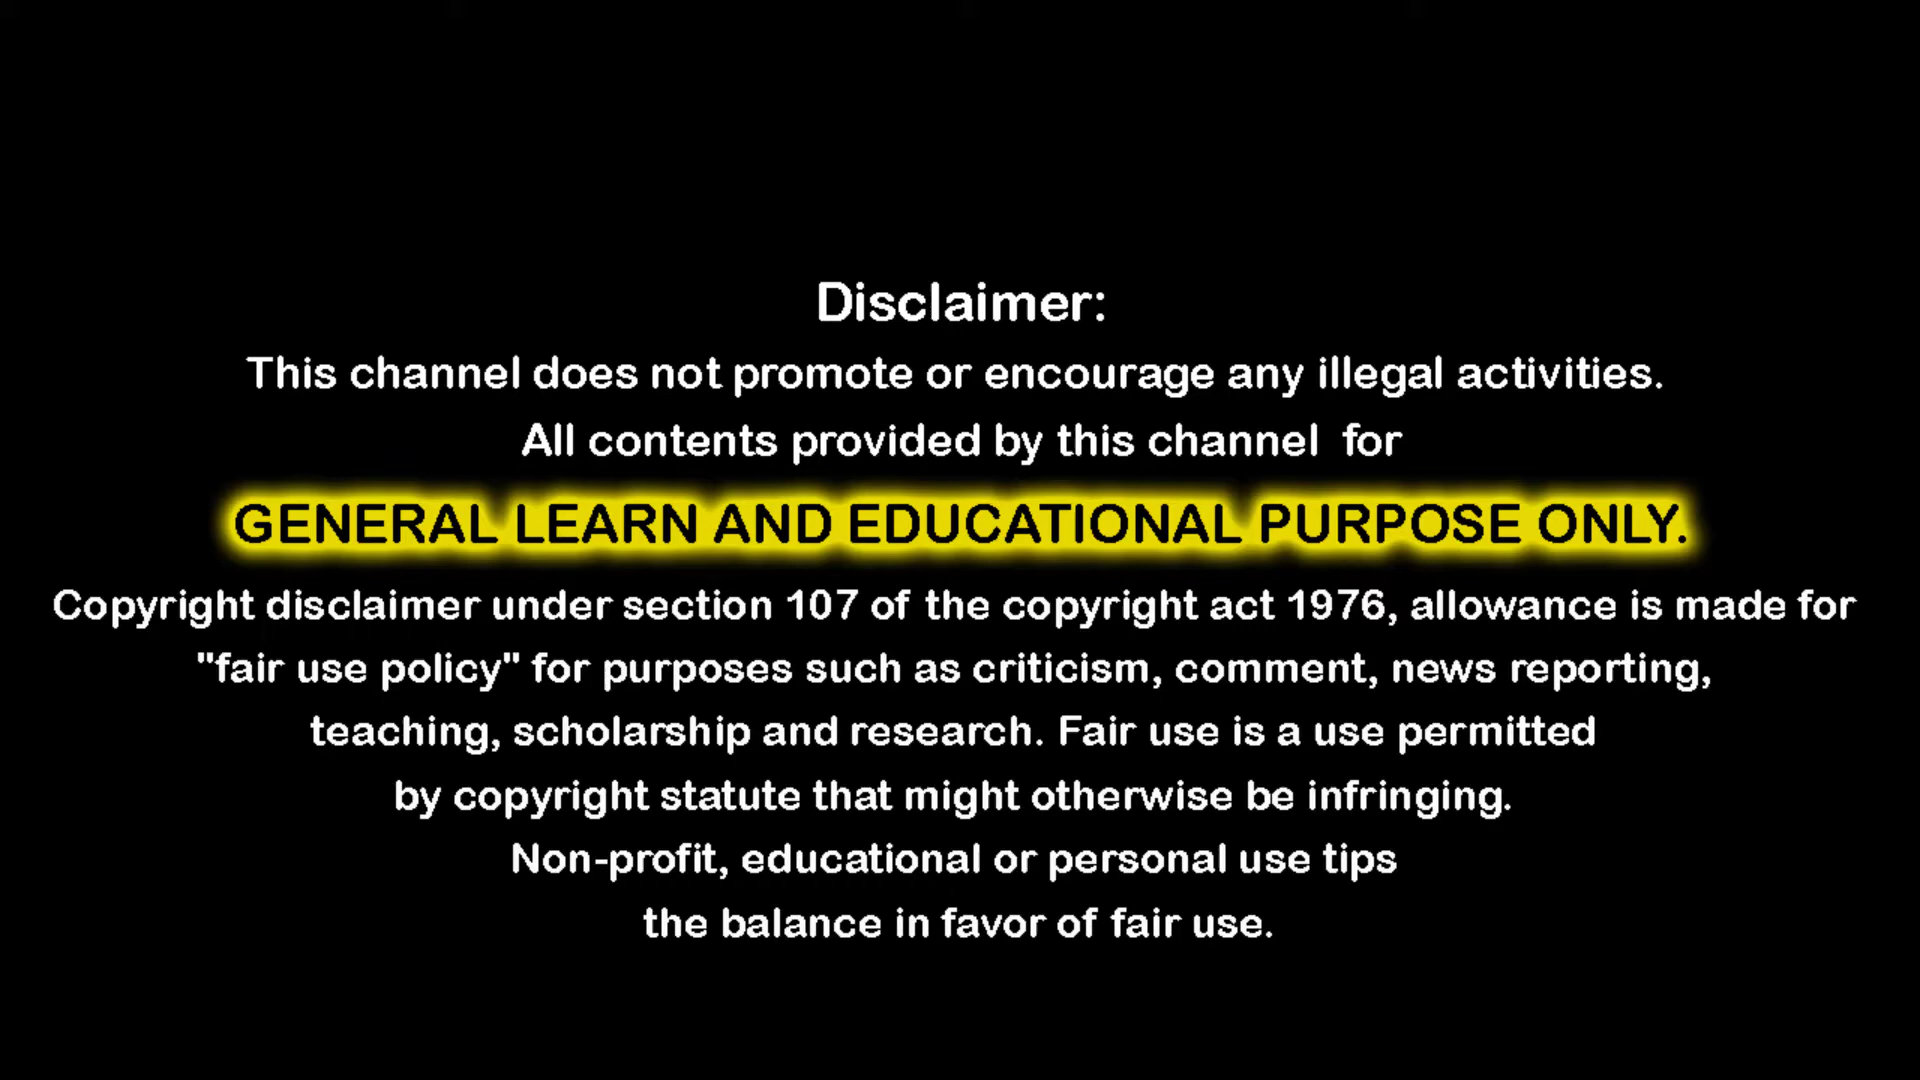 Disclaimer:
This channel does not promote or encourage any illegal activities.
All contents provided by this channel  for
GENERAL LEARN AND EDUCATIONAL PURPOSE ONLY.
Copyright disclaimer under section 107 of the copyright act 1976, allowance is made for
"fair use policy" for purposes such as criticism, comment, news reporting,
teaching, scholarship and research. Fair use is a use permitted
by copyright statute that might otherwise be infringing.
Non-profit, educational or personal use tips
the balance in favor of fair use.